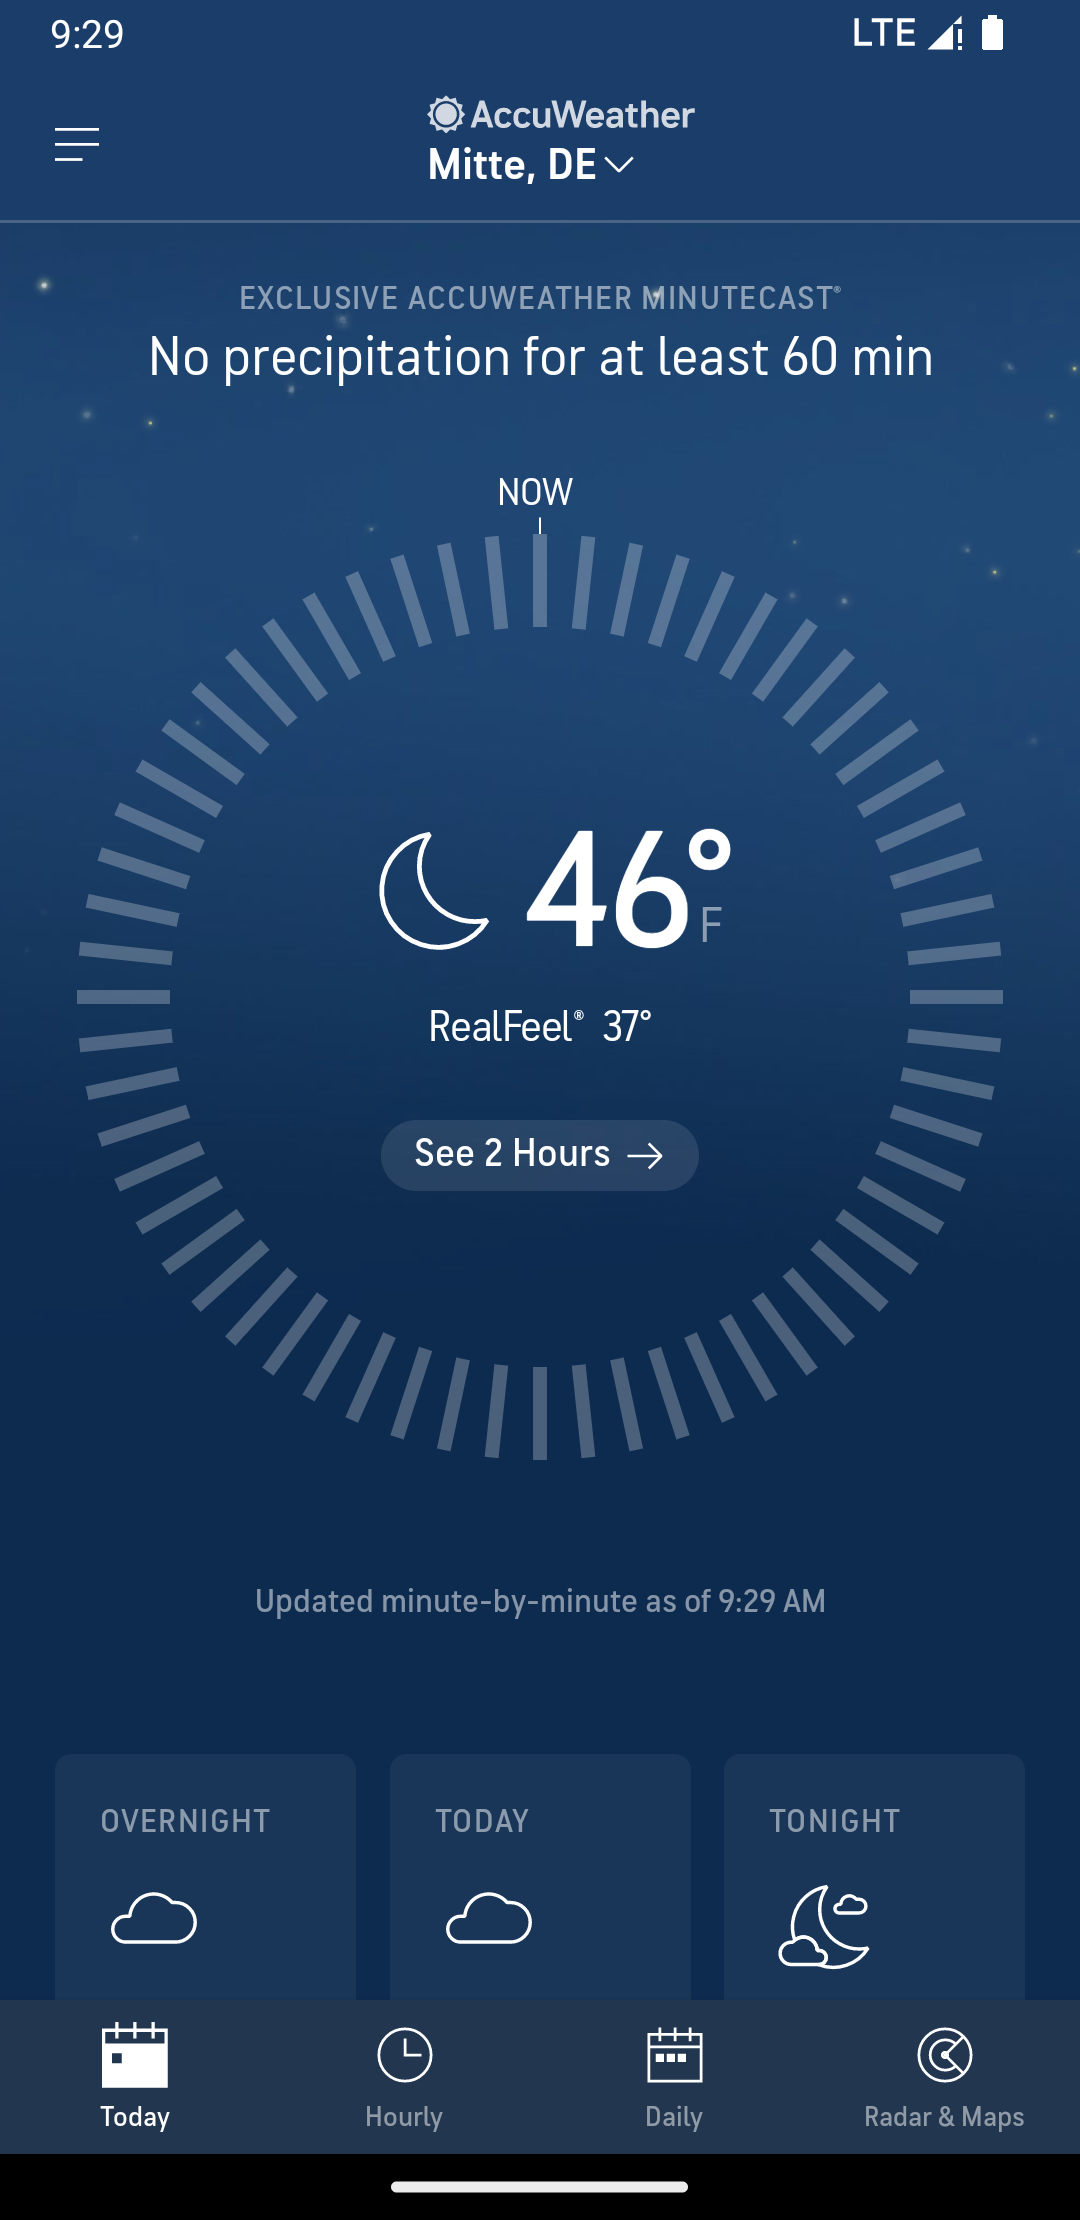 9:29
LTE
AccuWeather
Mitte, DE
EXCLUSIVE ACCUWEATHER MINUTECAST®
No precipitation for at least 60 min
NOW
46°F
RealFeel® 37°
See 2 Hours →
Updated minute-by-minute as of 9:29 AM
OVERNIGHT
TODAY
TONIGHT
Today
Hourly
Daily
Radar & Maps